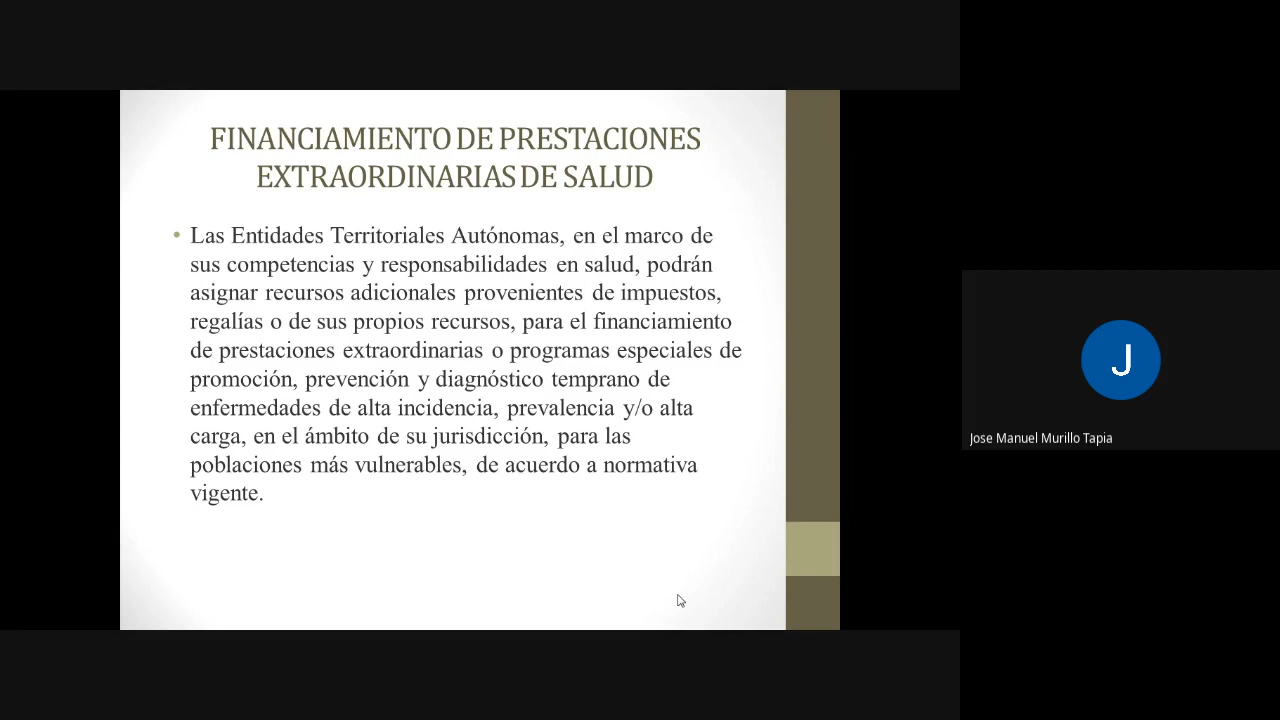 FINANCIAMIENTO DE PRESTACIONES
EXTRAORDINARIAS DE SALUD
• Las Entidades Territoriales Autónomas, en el marco de
sus competencias y responsabilidades en salud, podrán
asignar recursos adicionales provenientes de impuestos,
regalías o de sus propios recursos, para el financiamiento
de prestaciones extraordinarias o programas especiales de
promoción, prevención y diagnóstico temprano de
enfermedades de alta incidencia, prevalencia y/o alta
carga, en el ámbito de su jurisdicción, para las
poblaciones más vulnerables, de acuerdo a normativa
vigente.
J
Jose Manuel Murillo Tapia